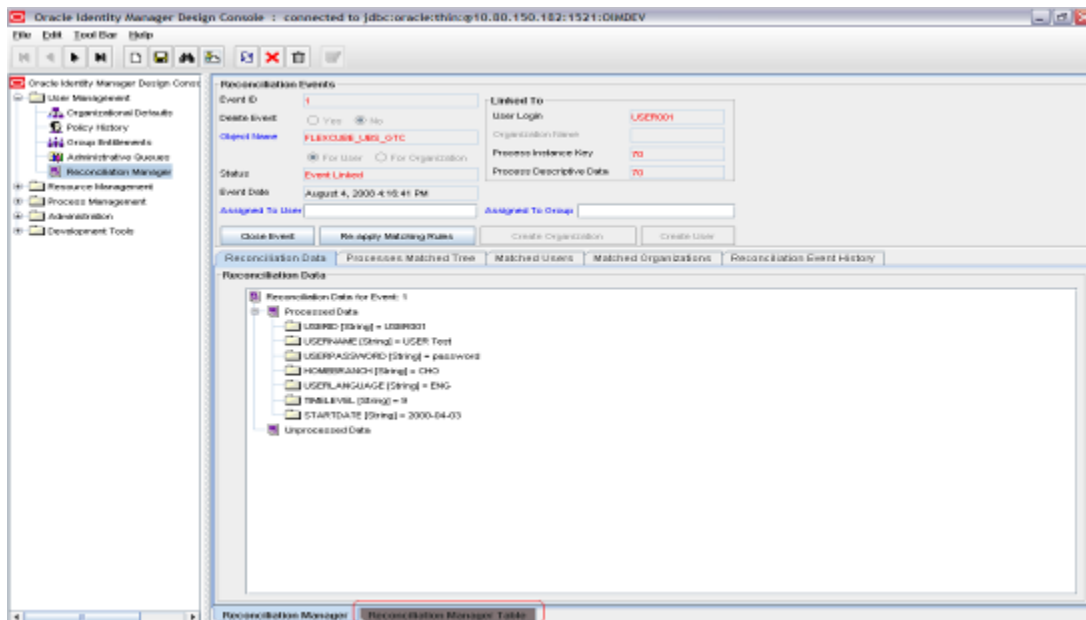 Oracle Identity Manager Design Console : connected to jdbc:oracle:thin:@10.80.150.182:1521:OIMDEV
File Edit Tool Bar Help
Oracle Identity Manager Design Consc
User Management
Organizational Defaults
Policy History
Group Entitlements
Administrative Queues
Reconciliation Manager
Resource Management
Process Management
Administration
Development Tools
Reconciliation Events
Event ID 1
Delete Event Yes No
Object Name FLEXCUBE_UBS_GTC
For User For Organization
Status Event Linked
Event Date August 4, 2008 4:16:41 PM
Assigned To User
Assigned To Group
Linked To
User Login USER001
Organization Name
Process Instance Key 70
Process Descriptive Data 70
Close Event Re-apply Matching Rules Create Organization Create User
Reconciliation Data Processes Matched Tree Matched Users Matched Organizations Reconciliation Event History
Reconciliation Data
Reconciliation Data for Event: 1
Processed Data
USERID [String] = USER001
USERNAME [String] = USER Test
USERPASSWORD [String] = password
HOMEBRANCH [String] = CHO
USERLANGUAGE [String] = ENG
TIMELEVEL [String] = 9
STARTDATE [String] = 2000-04-03
Unprocessed Data
Reconciliation Manager Reconciliation Manager Table